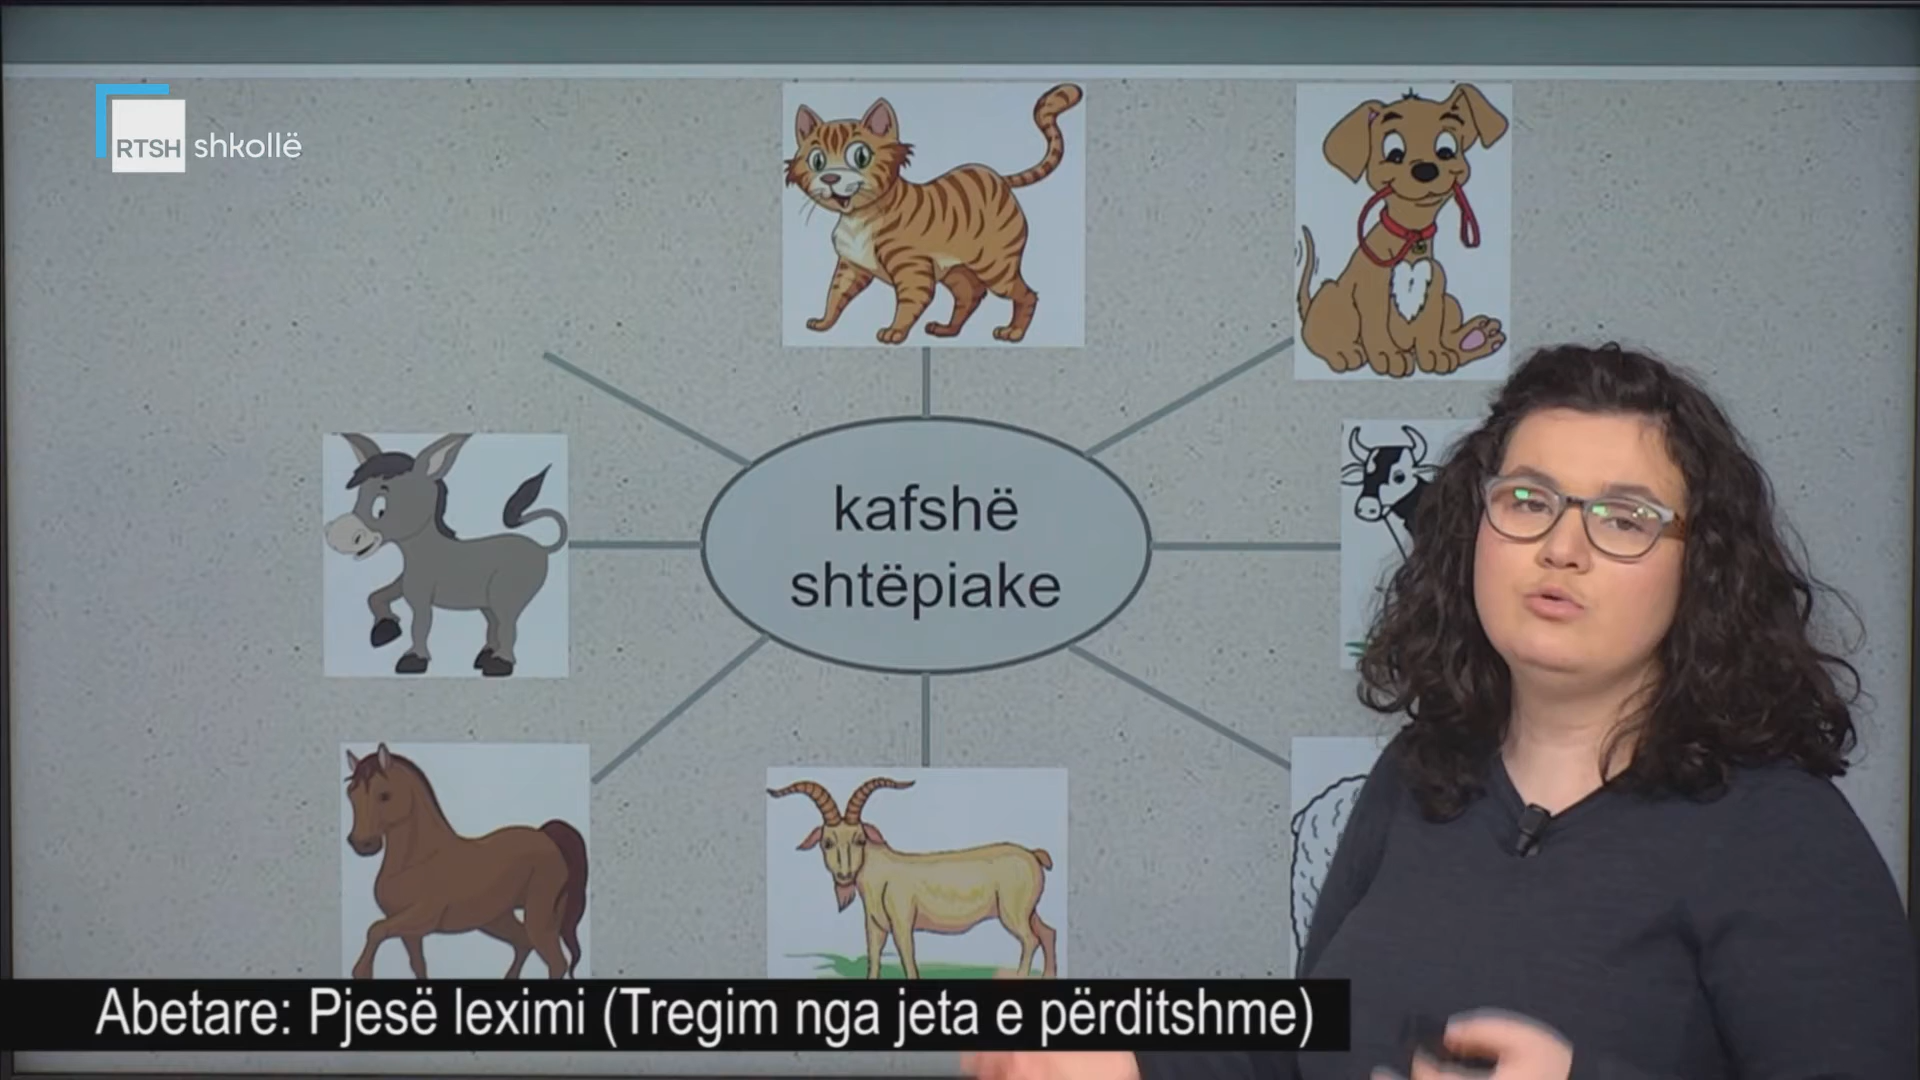 RTSH shkollë
kafshë
shtëpiake
Abetare: Pjesë leximi (Tregim nga jeta e përditshme)